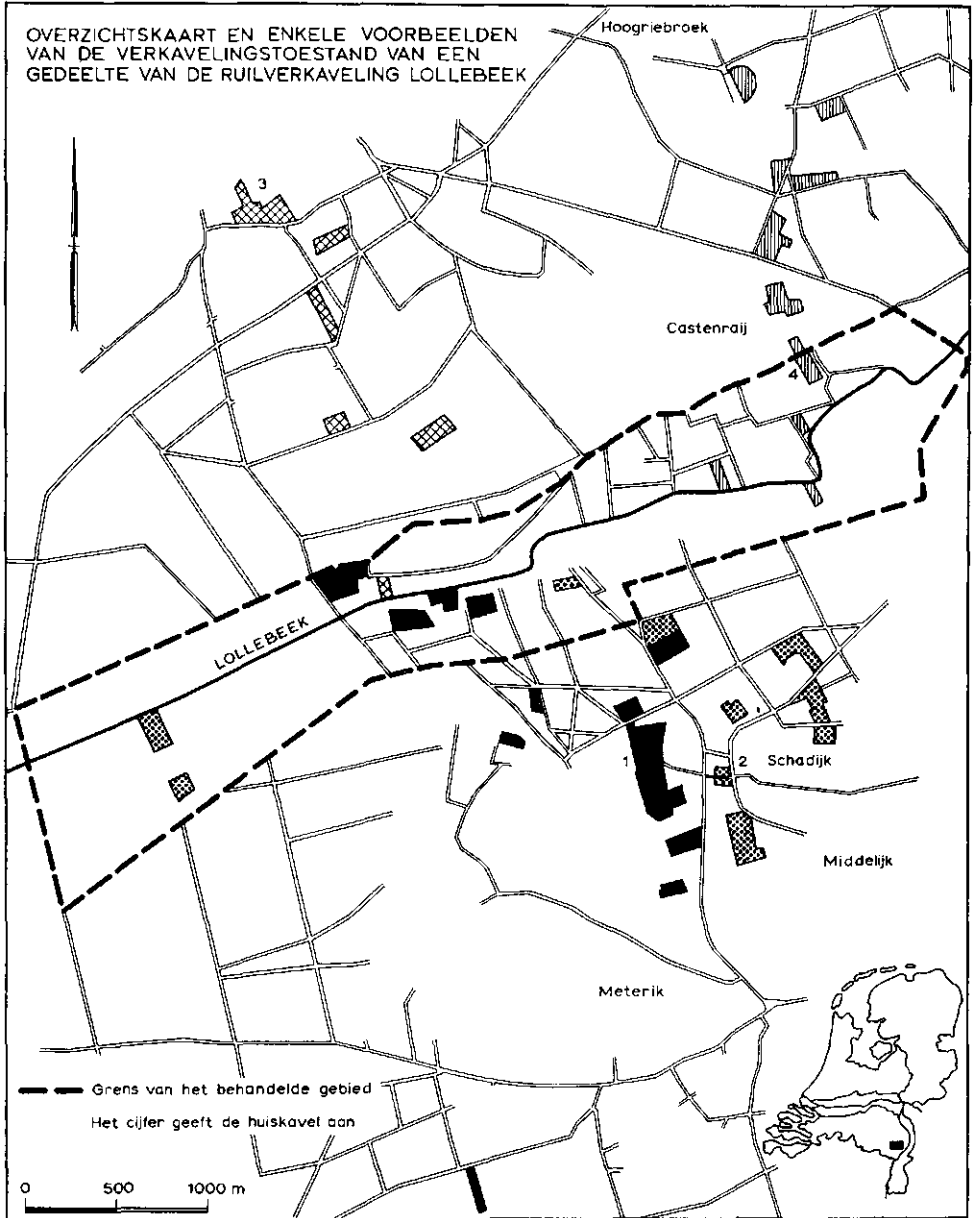 OVERZICHTSKAART EN ENKELE VOORBEELDEN
VAN DE VERKAVELINGSTOESTAND VAN EEN
GEDEELTE VAN DE RUILVERKAVELING LOLLEBEEK
Hoogriebroek
3
Castenraij
4
LOLLEBEEK
1
2
Schadijk
Middelijk
Meterik
Grens van het behandelde gebied
Het cijfer geeft de huiskavel aan
0 500 1000 m